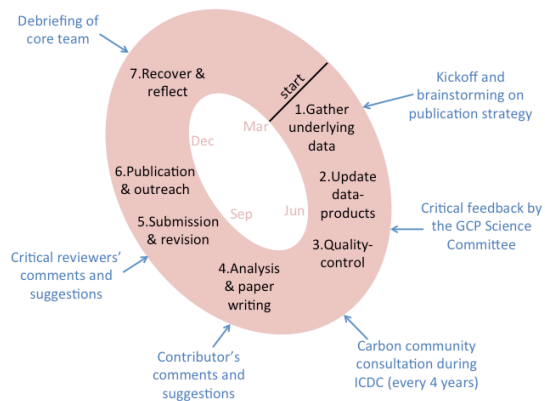 Debriefing of
core team
7.Recover &
reflect
start
Kickoff and
brainstorming on
publication strategy
1.Gather
underlying
data
Mar
Dec
6.Publication
& outreach
2.Update
data-
products
Sep
Jun
Critical feedback by
the GCP Science
Committee
5.Submission
& revision
3.Quality-
control
Critical reviewers’
comments and
suggestions
4.Analysis
& paper
writing
Contributor’s
comments and
suggestions
Carbon community
consultation during
ICDC (every 4 years)